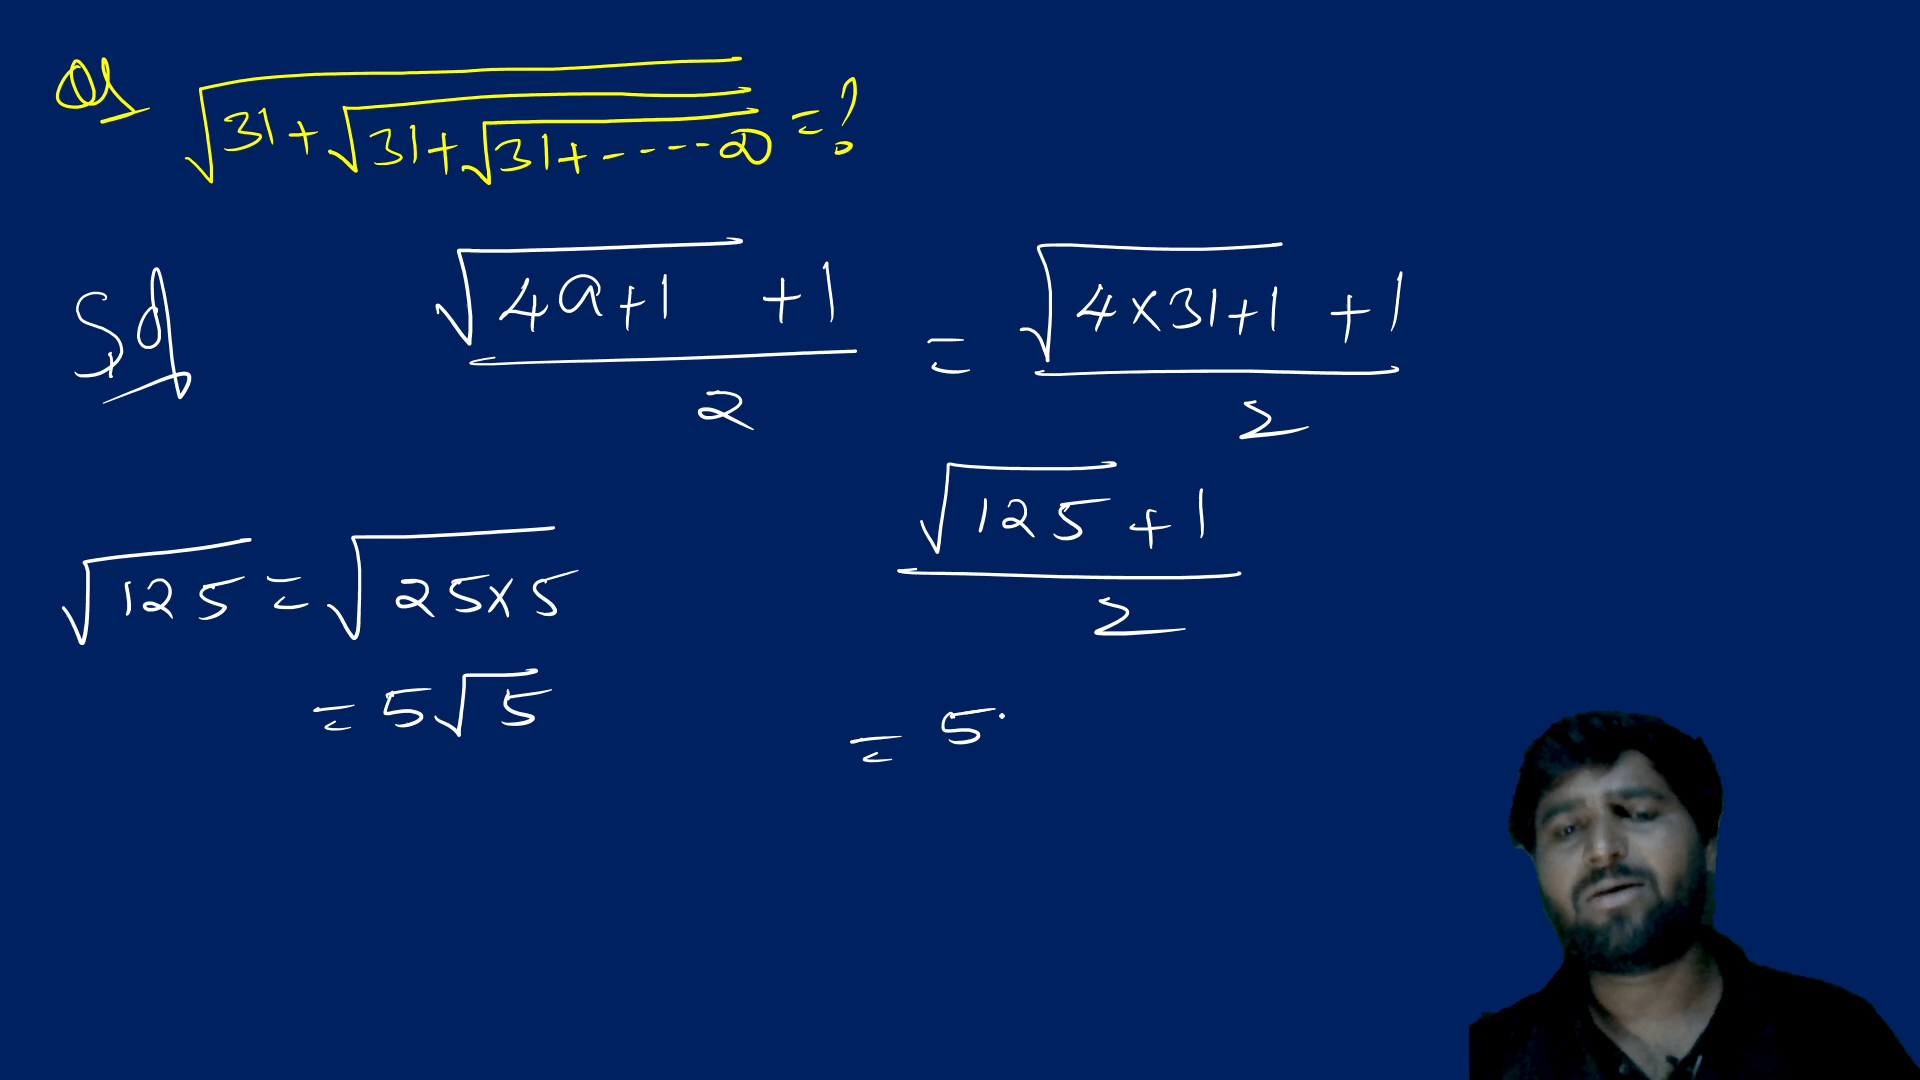 Q1 √(31+√(31+√(31+----∞ = ?
Sol √(4a+1) +1 / 2 = √(4×31+1) +1 / 2
√125 +1 / 2
√125 = √(25×5)
= 5√5
= 5